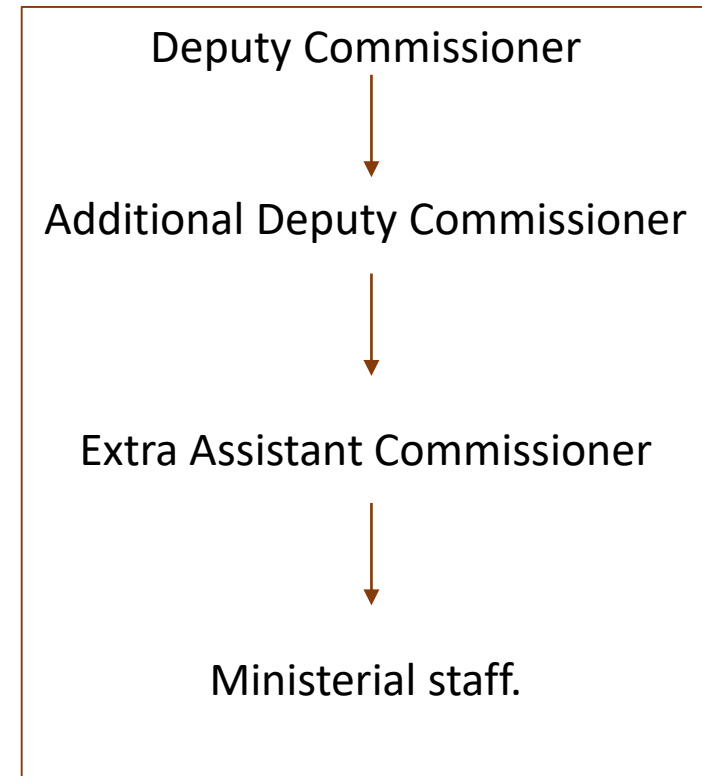 Deputy Commissioner
Additional Deputy Commissioner
Extra Assistant Commissioner
Ministerial staff.